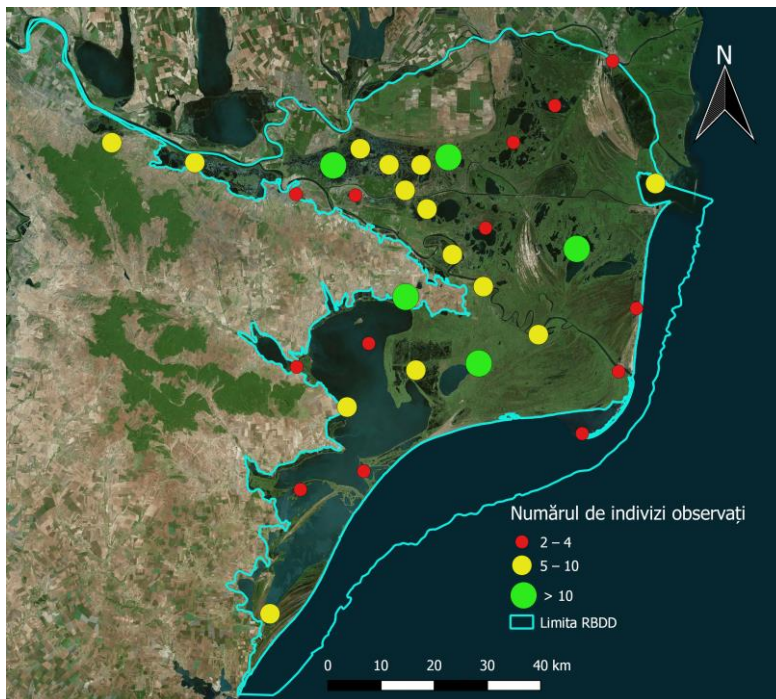 N
Numărul de indivizi observați
2 – 4
5 – 10
> 10
Limita RBDD
0 10 20 30 40 km